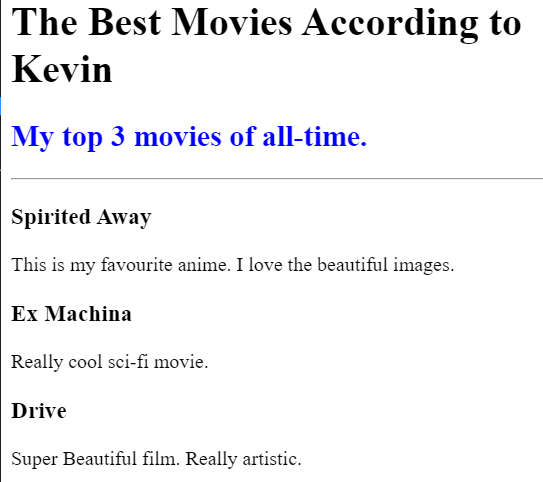 The Best Movies According to
Kevin
My top 3 movies of all-time.
Spirited Away
This is my favourite anime. I love the beautiful images.
Ex Machina
Really cool sci-fi movie.
Drive
Super Beautiful film. Really artistic.